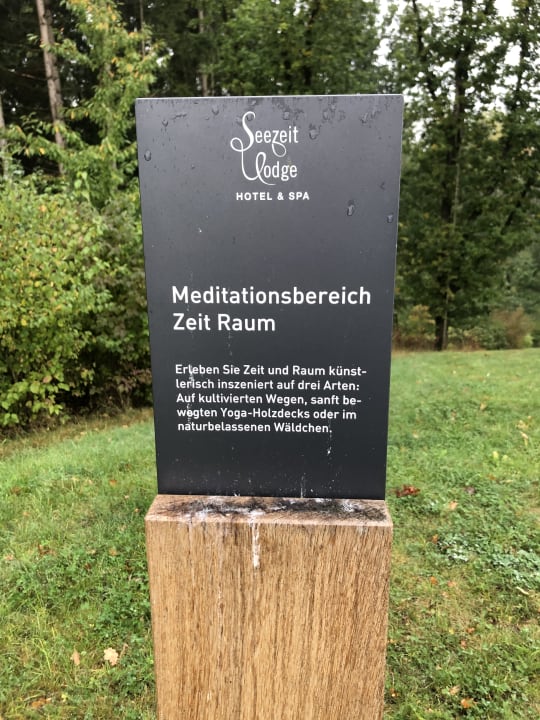 Seezeit
Lodge
HOTEL & SPA
Meditationsbereich
Zeit Raum
Erleben Sie Zeit und Raum künst-
lerisch inszeniert auf drei Arten:
Auf kultivierten Wegen, sanft be-
wegten Yoga-Holzdecks oder im
naturbelassenen Wäldchen.